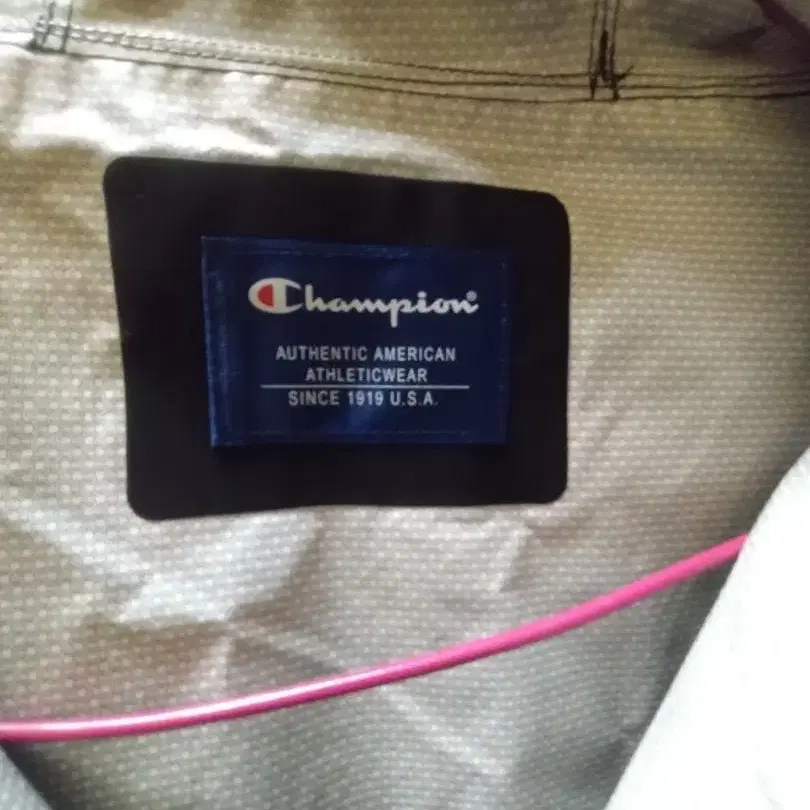 Champion®
AUTHENTIC AMERICAN
ATHLETICWEAR
SINCE 1919 U.S.A.